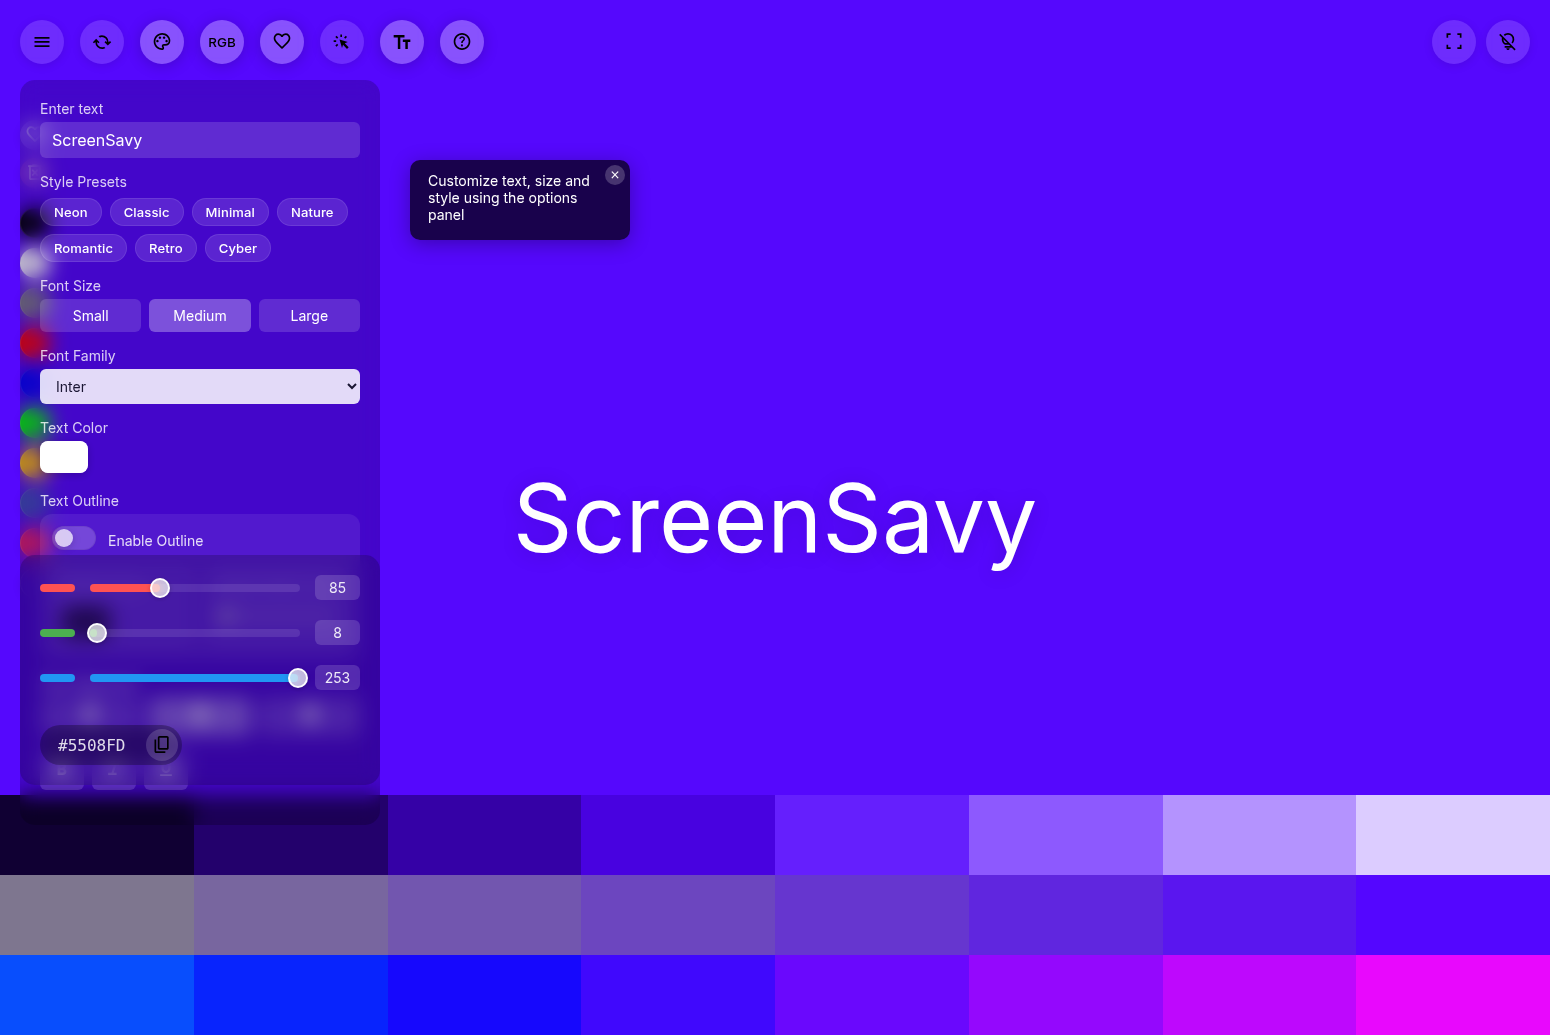 RGB
Enter text
ScreenSavy
Style Presets
Neon Classic Minimal Nature
Romantic Retro Cyber
Font Size
Small Medium Large
Font Family
Inter
Text Color
Text Outline
Enable Outline
85
8
253
#5508FD
Customize text, size and
style using the options
panel
ScreenSavy